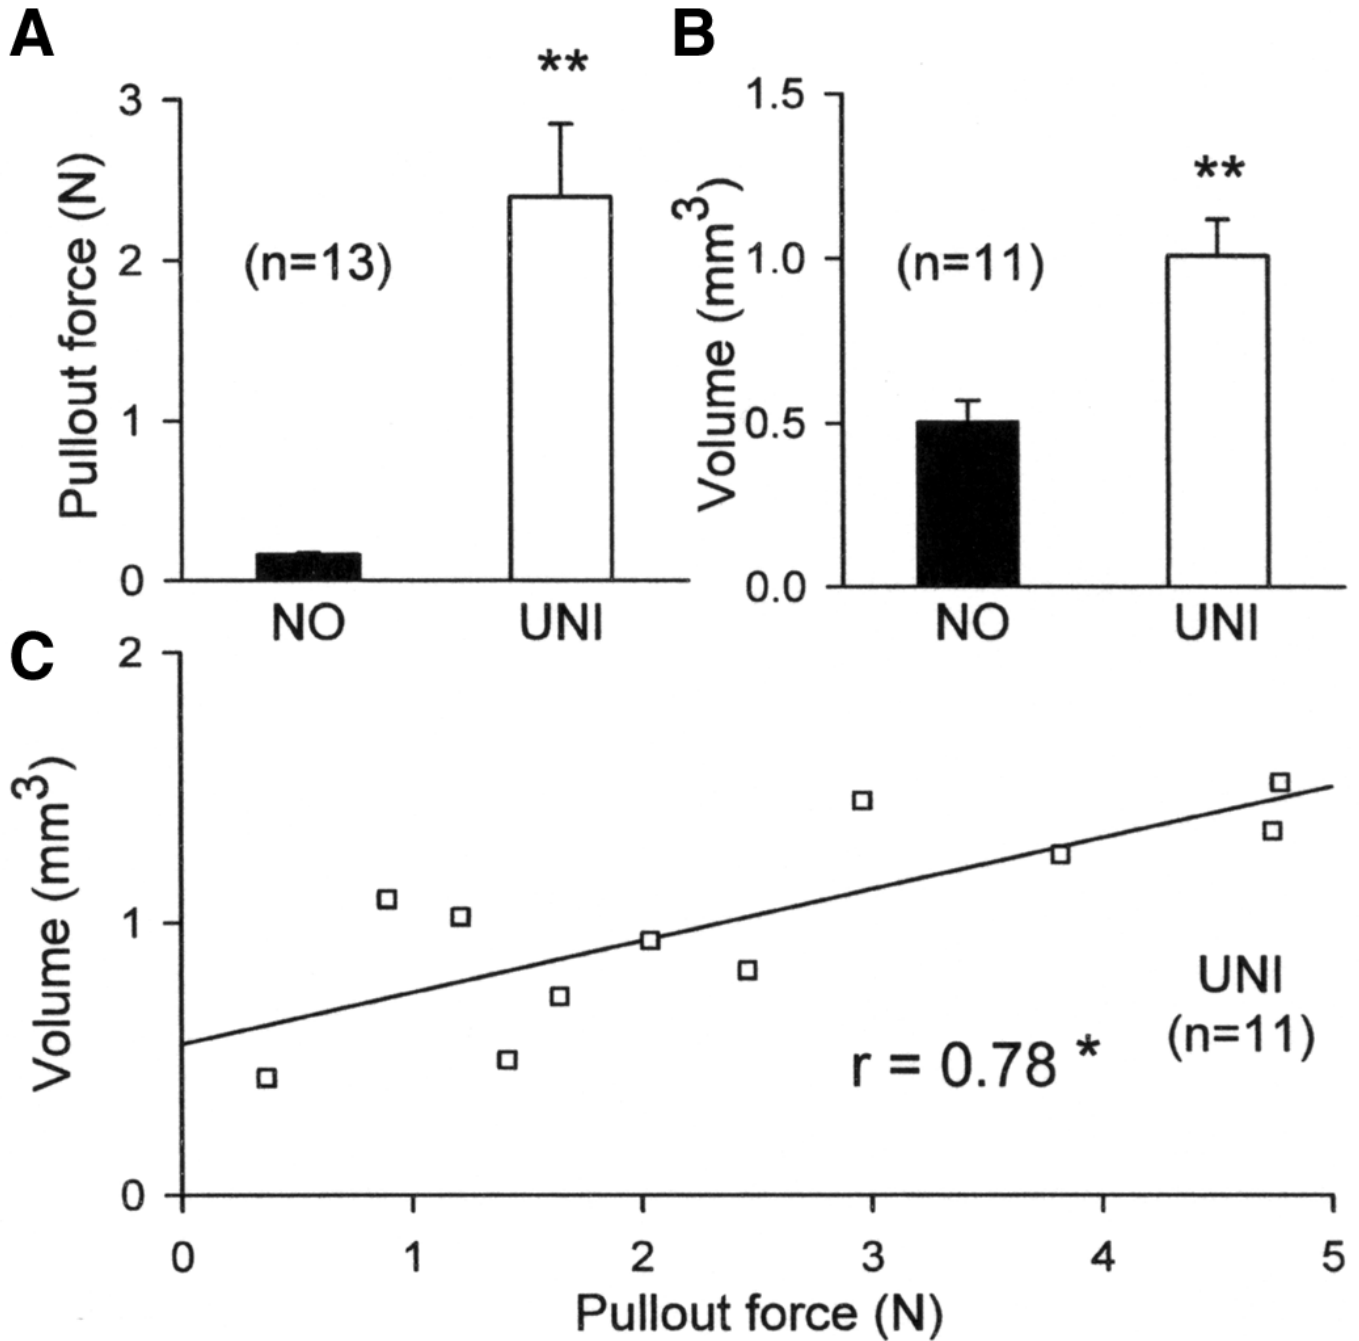 A
**
3
2
1
0
Pullout force (N)
(n=13)
NO
UNI
B
**
1.5
1.0
0.5
0.0
Volume (mm³)
(n=11)
NO
UNI
C
2
1
0
Volume (mm³)
UNI
(n=11)
r = 0.78 *
0 1 2 3 4 5
Pullout force (N)